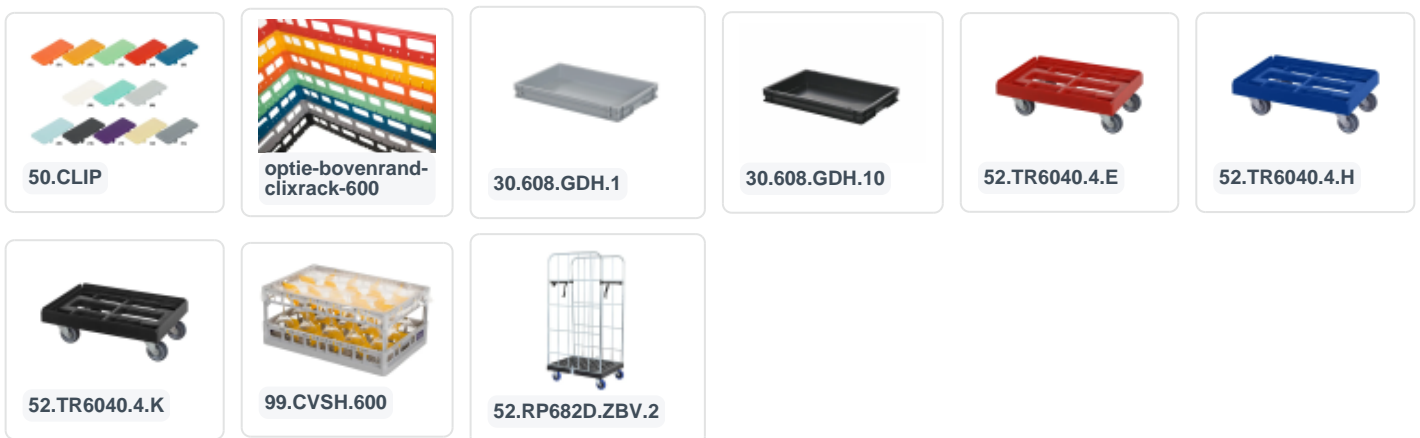 50.CLIP
optie-bovenrand-
clixrack-600
30.608.GDH.1
30.608.GDH.10
52.TR6040.4.E
52.TR6040.4.H
52.TR6040.4.K
99.CVSH.600
52.RP682D.ZBV.2